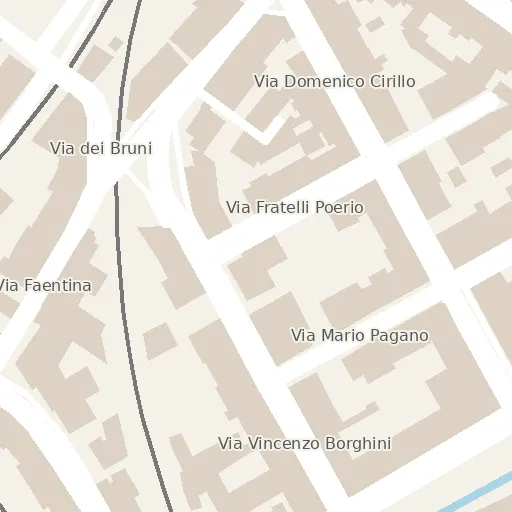 Via Domenico Cirillo
Via dei Bruni
Via Fratelli Poerio
Via Faentina
Via Mario Pagano
Via Vincenzo Borghini